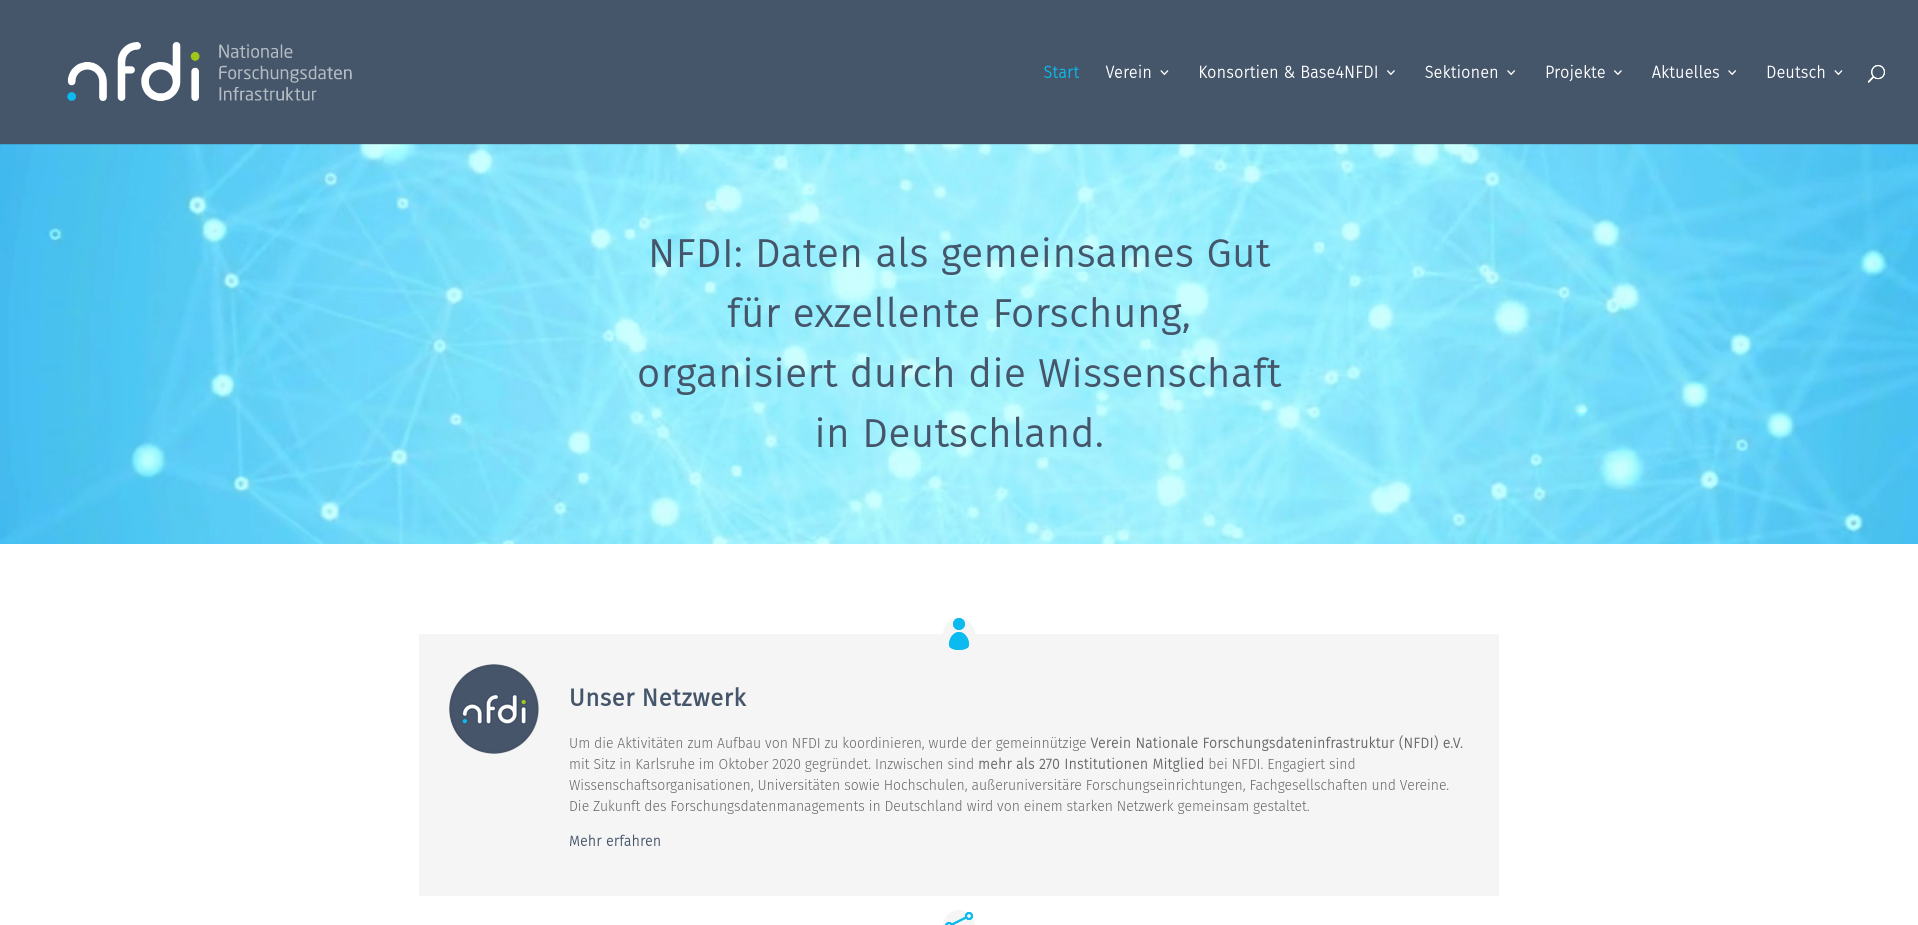 nfdi
Nationale
Forschungsdaten
Infrastruktur
Start Verein Konsortien & Base4NFDI Sektionen Projekte Aktuelles Deutsch
NFDI: Daten als gemeinsames Gut
für exzellente Forschung,
organisiert durch die Wissenschaft
in Deutschland.
nfdi
Unser Netzwerk
Um die Aktivitäten zum Aufbau von NFDI zu koordinieren, wurde der gemeinnützige Verein Nationale Forschungsdateninfrastruktur (NFDI) e.V.
mit Sitz in Karlsruhe im Oktober 2020 gegründet. Inzwischen sind mehr als 270 Institutionen Mitglied bei NFDI. Engagiert sind
Wissenschaftsorganisationen, Universitäten sowie Hochschulen, außeruniversitäre Forschungseinrichtungen, Fachgesellschaften und Vereine.
Die Zukunft des Forschungsdatenmanagements in Deutschland wird von einem starken Netzwerk gemeinsam gestaltet.
Mehr erfahren